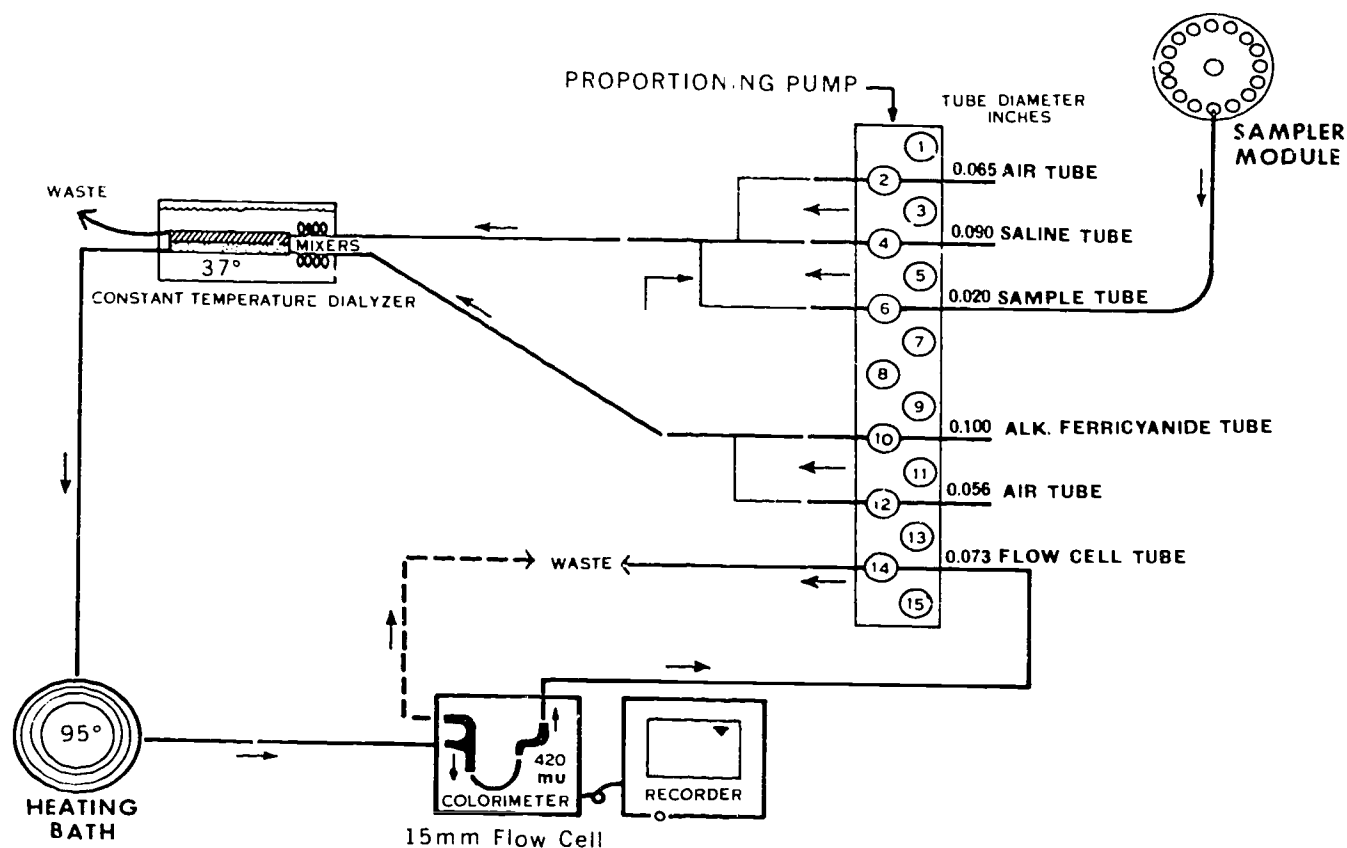 PROPORTION.NG PUMP
TUBE DIAMETER
INCHES
SAMPLER
MODULE
1
2
0.065 AIR TUBE
3
4
0.090 SALINE TUBE
5
6
0.020 SAMPLE TUBE
7
8
9
10
0.100 ALK. FERRICYANIDE TUBE
11
12
0.056 AIR TUBE
13
14
0.073 FLOW CELL TUBE
15
WASTE
MIXERS
37°
CONSTANT TEMPERATURE DIALYZER
WASTE
95°
HEATING
BATH
420
mu
COLORIMETER
RECORDER
15mm Flow Cell